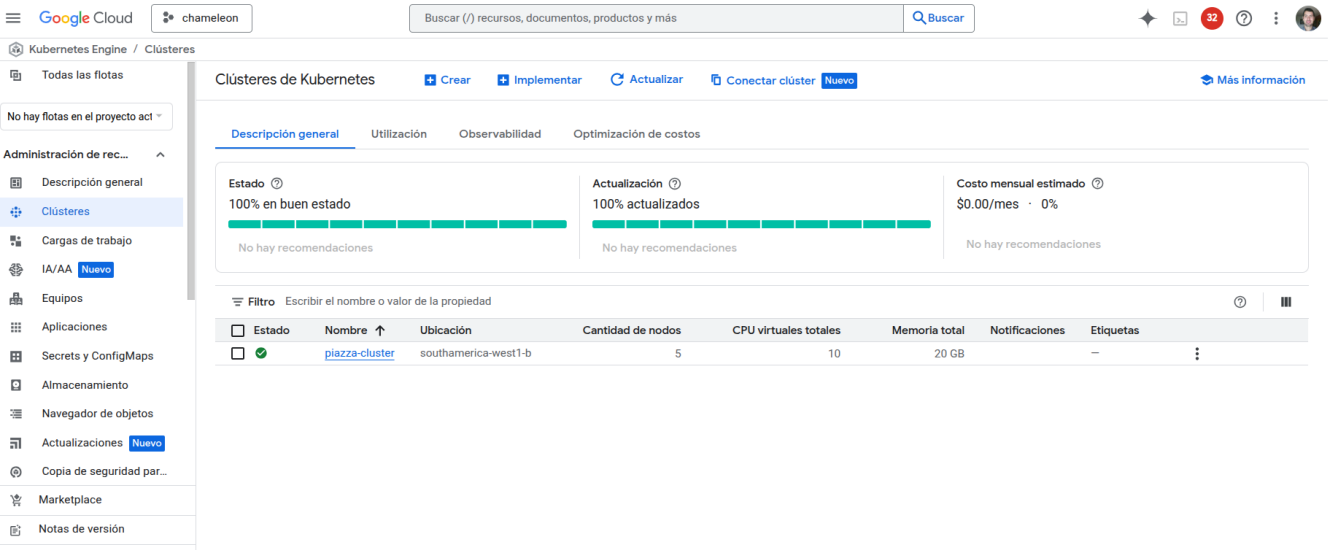 Google Cloud
chameleon
Buscar (/) recursos, documentos, productos y más
Buscar
32
Kubernetes Engine / Clústeres
Todas las flotas
No hay flotas en el proyecto act
Administración de rec...
Descripción general
Clústeres
Cargas de trabajo
IA/AA Nuevo
Equipos
Aplicaciones
Secrets y ConfigMaps
Almacenamiento
Navegador de objetos
Actualizaciones Nuevo
Copia de seguridad par...
Marketplace
Notas de versión
Clústeres de Kubernetes
Crear
Implementar
Actualizar
Conectar clúster Nuevo
Más información
Descripción general
Utilización
Observabilidad
Optimización de costos
Estado
100% en buen estado
No hay recomendaciones
Actualización
100% actualizados
No hay recomendaciones
Costo mensual estimado
$0.00/mes · 0%
No hay recomendaciones
Filtro Escribir el nombre o valor de la propiedad
Estado Nombre Ubicación Cantidad de nodos CPU virtuales totales Memoria total Notificaciones Etiquetas
piazza-cluster southamerica-west1-b 5 10 20 GB —